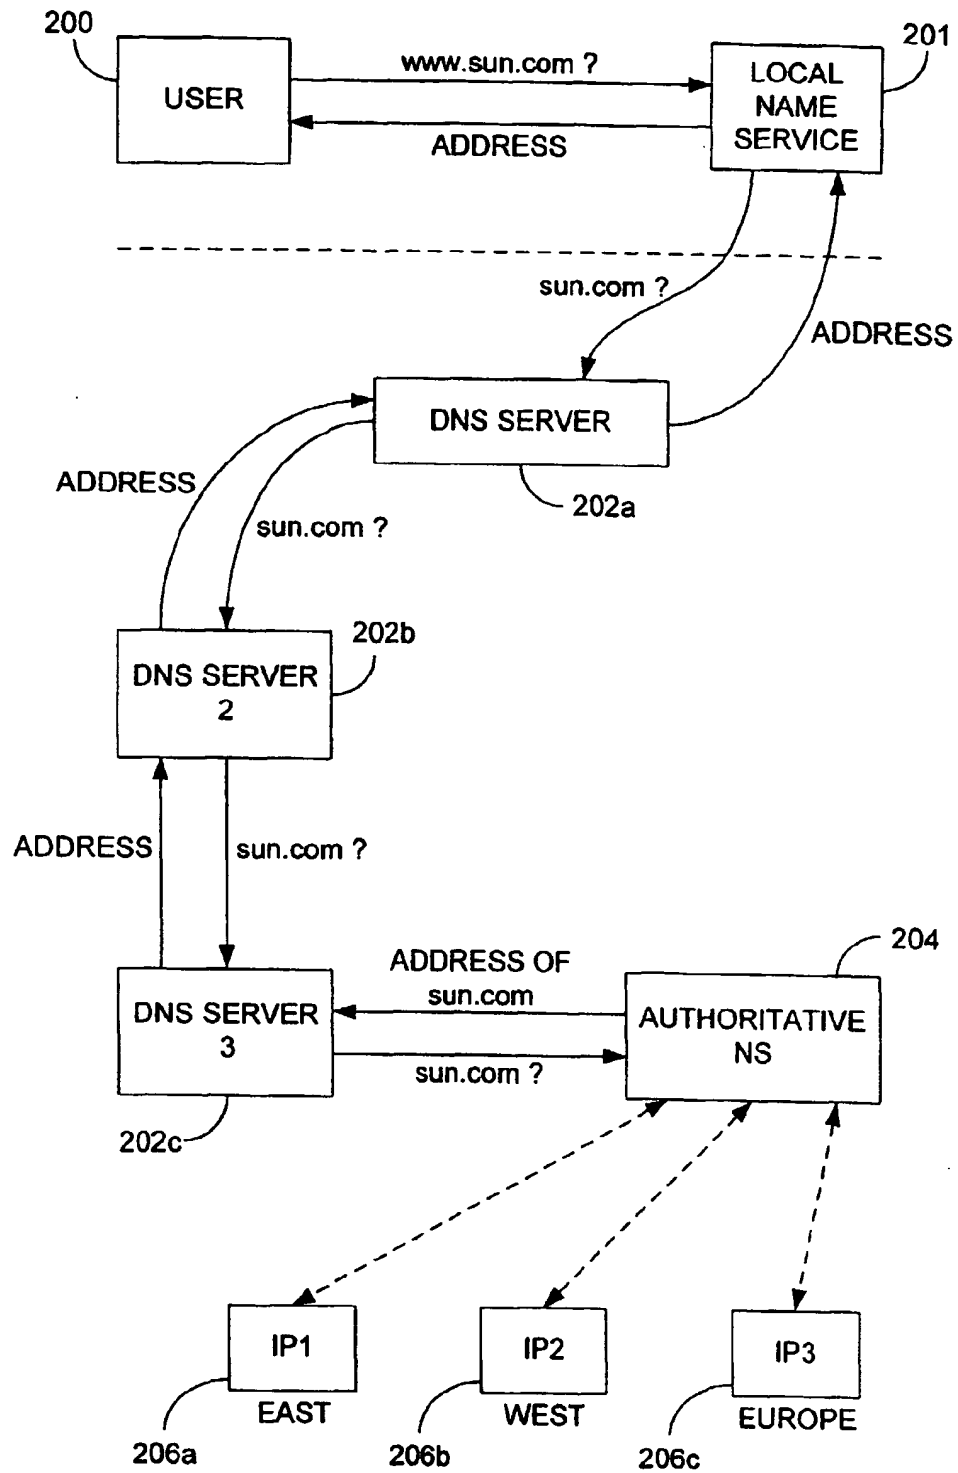 200
USER
www.sun.com ?
ADDRESS
201
LOCAL
NAME
SERVICE
sun.com ?
ADDRESS
DNS SERVER
202a
ADDRESS
sun.com ?
202b
DNS SERVER
2
ADDRESS
sun.com ?
204
ADDRESS OF
sun.com
DNS SERVER
3
sun.com ?
AUTHORITATIVE
NS
202c
IP1
EAST
206a
IP2
WEST
206b
IP3
EUROPE
206c